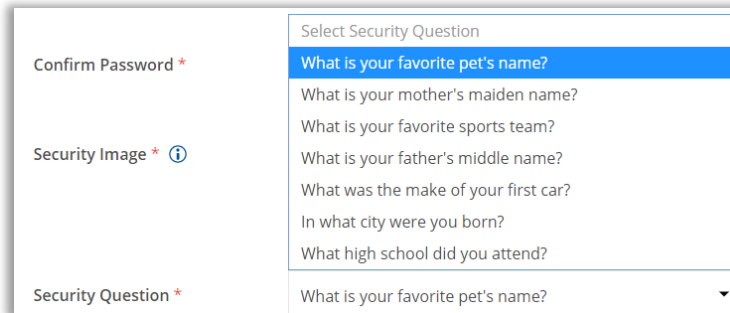 Select Security Question
Confirm Password *
What is your favorite pet's name?
What is your mother's maiden name?
What is your favorite sports team?
Security Image * i
What is your father's middle name?
What was the make of your first car?
In what city were you born?
What high school did you attend?
Security Question *
What is your favorite pet's name?